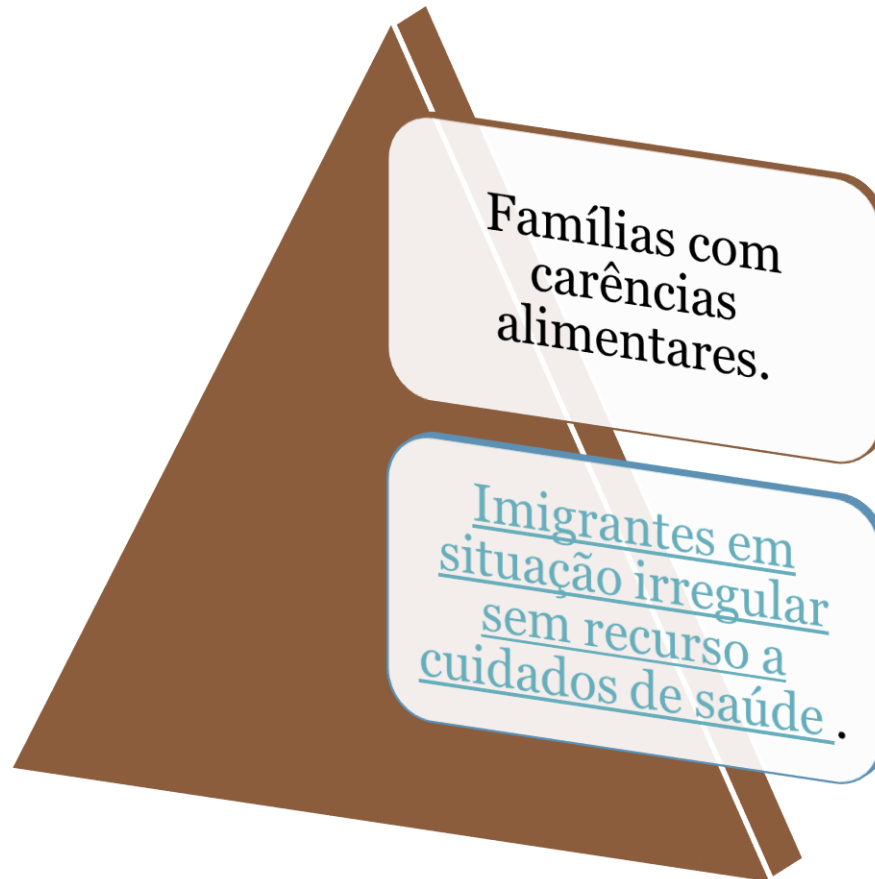 Famílias com
carências
alimentares.
Imigrantes em
situação irregular
sem recurso a
cuidados de saúde .